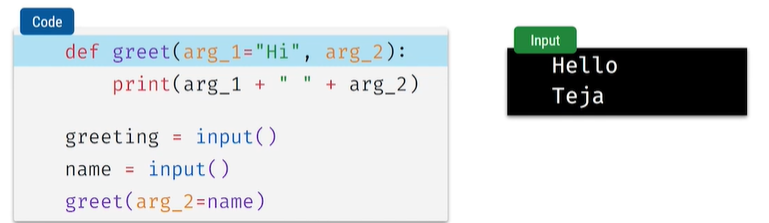 Code
def greet(arg_1="Hi", arg_2):
    print(arg_1 + " " + arg_2)
greeting = input()
name = input()
greet(arg_2=name)
Input
Hello
Teja